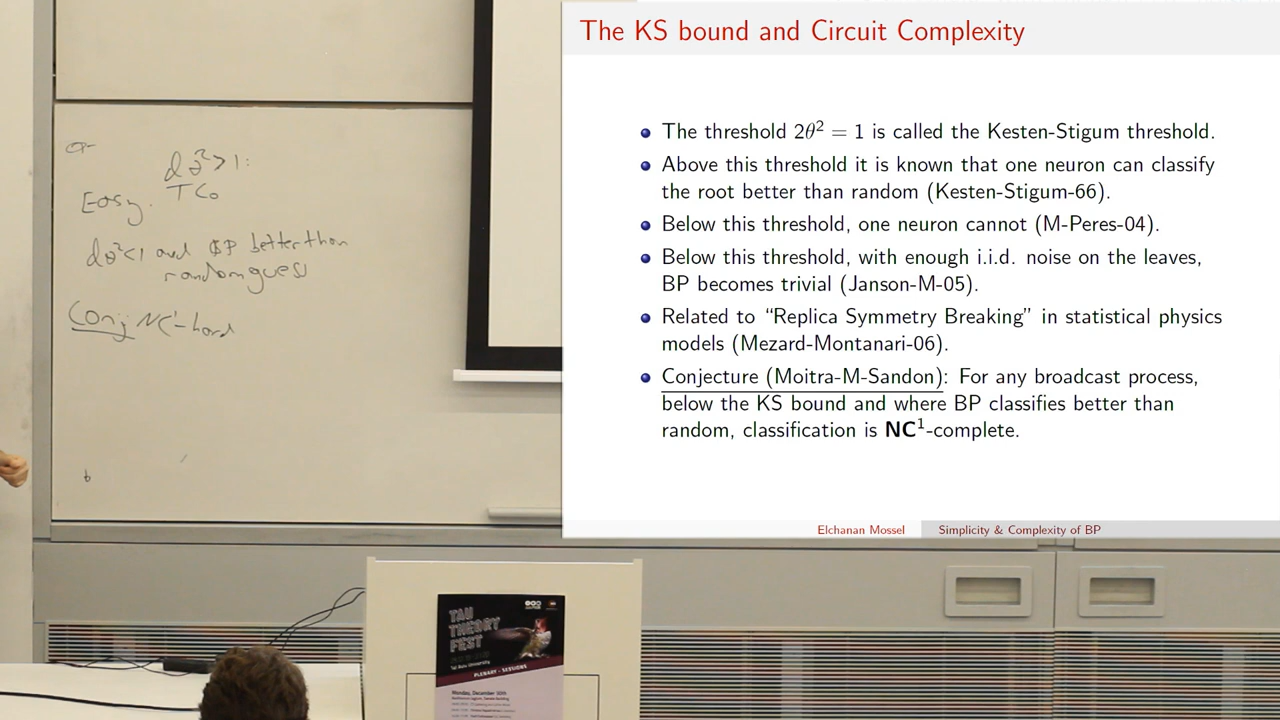 The KS bound and Circuit Complexity
The threshold 2θ² = 1 is called the Kesten-Stigum threshold.
Above this threshold it is known that one neuron can classify
the root better than random (Kesten-Stigum-66).
Below this threshold, one neuron cannot (M-Peres-04).
Below this threshold, with enough i.i.d. noise on the leaves,
BP becomes trivial (Janson-M-05).
Related to “Replica Symmetry Breaking” in statistical physics
models (Mezard-Montanari-06).
Conjecture (Moitra-M-Sandon): For any broadcast process,
below the KS bound and where BP classifies better than
random, classification is NC¹-complete.
Elchanan Mossel
Simplicity & Complexity of BP
dθ²>1:
Easy. TC₀
dθ²<1 and BP better than
random guess
Conj NC¹-hard
TAU
THEORY
FEST
Tel Aviv University
PLENARY - SESSIONS
Monday, December 30th